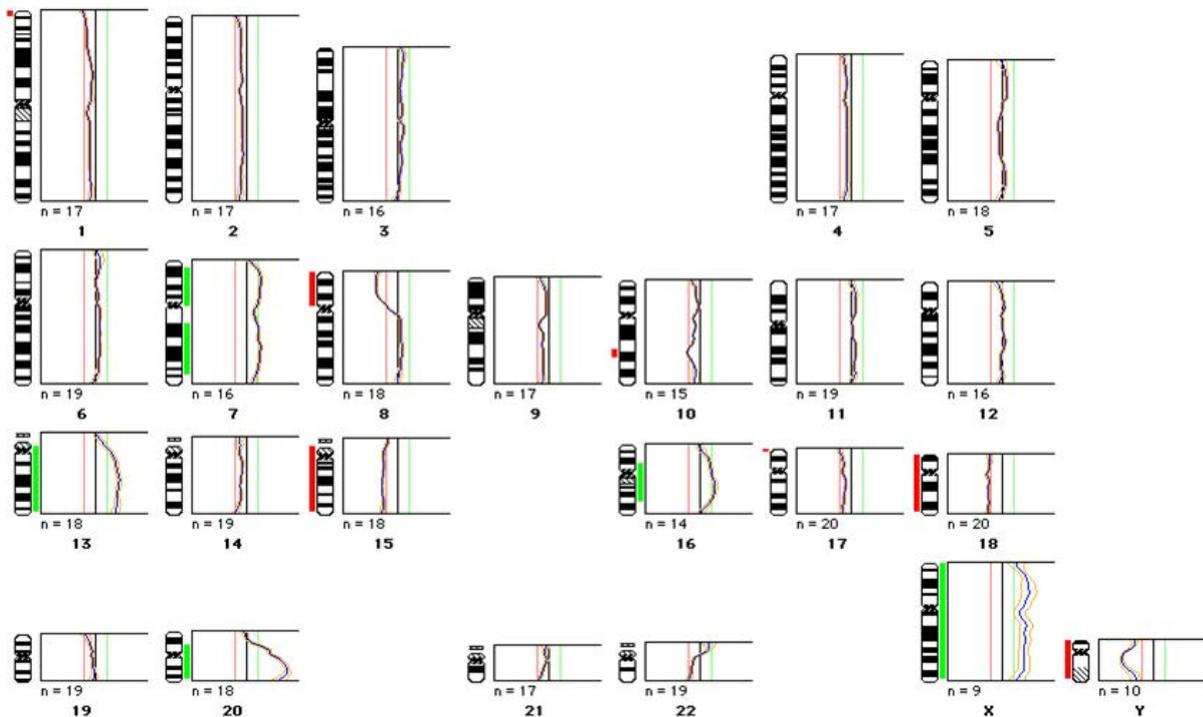 n = 17
n = 17
n = 16
n = 17
n = 18
1
2
3
4
5
n = 19
n = 16
n = 18
n = 17
n = 15
n = 19
n = 16
6
7
8
9
10
11
12
n = 18
n = 19
n = 18
n = 14
n = 20
n = 20
13
14
15
16
17
18
n = 19
n = 18
n = 17
n = 19
n = 9
n = 10
19
20
21
22
X
Y